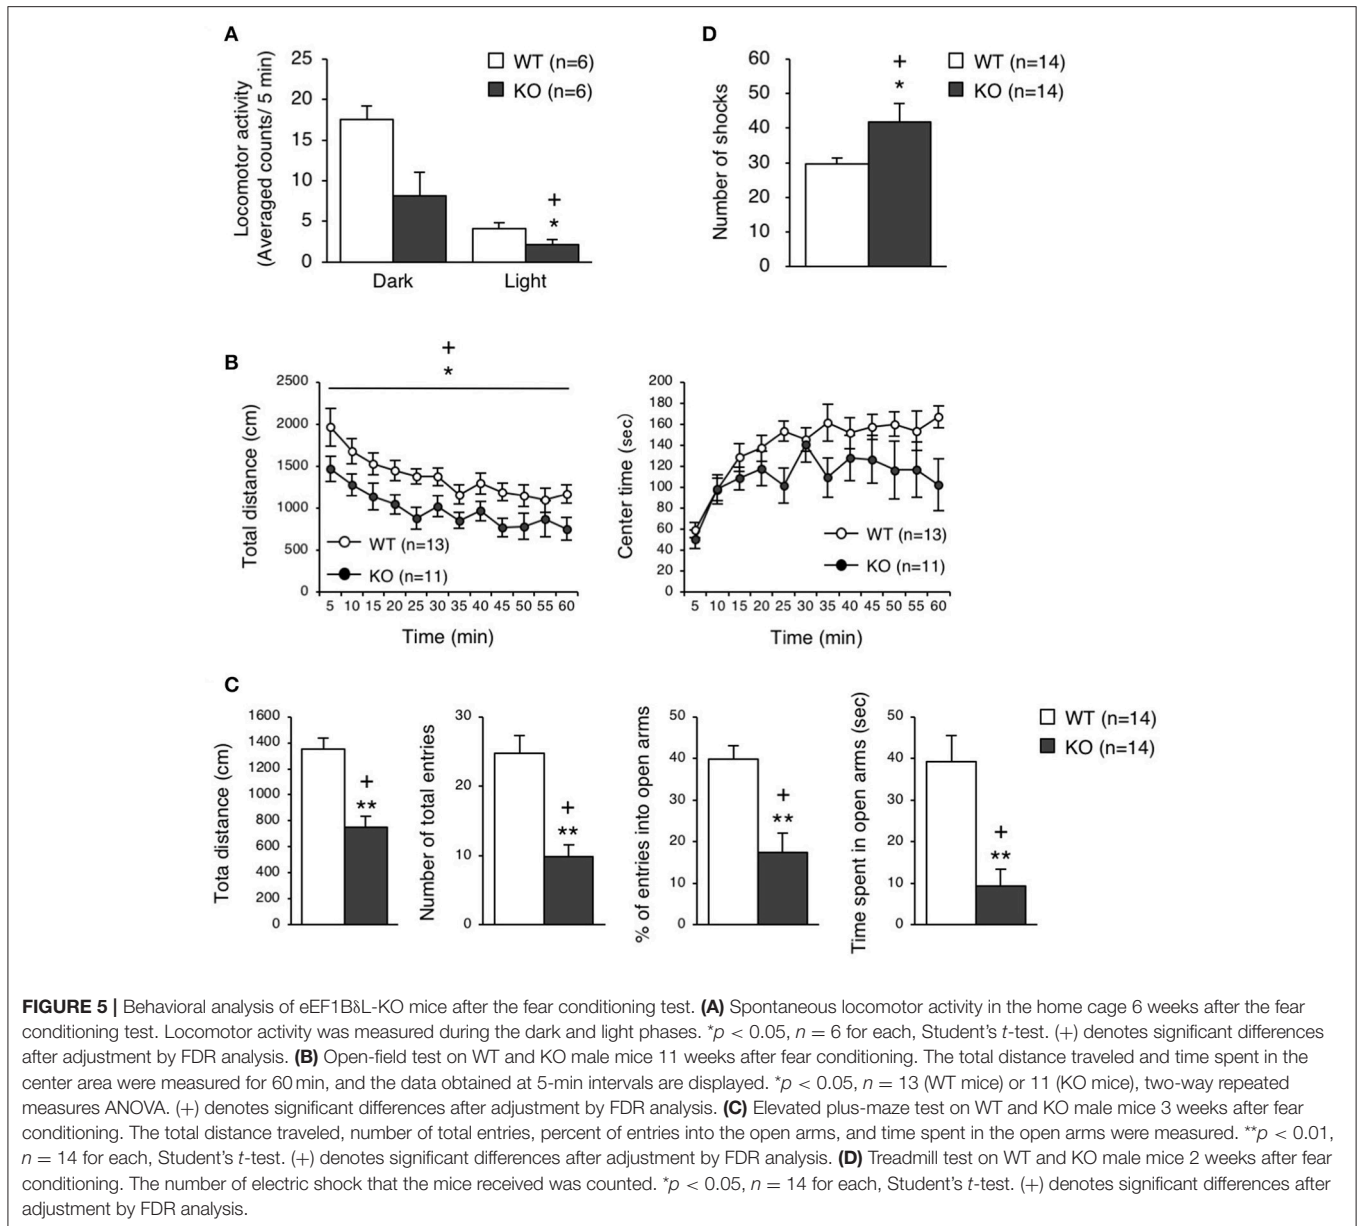 A
Locomotor activity
(Averaged counts/ 5 min)
25
20
15
10
5
0
WT (n=6)
KO (n=6)
+
*
Dark
Light
D
Number of shocks
60
50
40
30
20
10
0
+
*
WT (n=14)
KO (n=14)
B
+
*
Total distance (cm)
2500
2000
1500
1000
500
0
WT (n=13)
KO (n=11)
5 10 15 20 25 30 35 40 45 50 55 60
Time (min)
Center time (sec)
200
180
160
140
120
100
80
60
40
20
0
WT (n=13)
KO (n=11)
5 10 15 20 25 30 35 40 45 50 55 60
Time (min)
C
Tota distance (cm)
1600
1400
1200
1000
800
600
400
200
0
+
**
Number of total entries
30
20
10
0
+
**
% of entries into open arms
50
40
30
20
10
0
+
**
Time spent in open arms (sec)
50
40
30
20
10
0
+
**
WT (n=14)
KO (n=14)
FIGURE 5 | Behavioral analysis of eEF1BδL-KO mice after the fear conditioning test. (A) Spontaneous locomotor activity in the home cage 6 weeks after the fear
conditioning test. Locomotor activity was measured during the dark and light phases. *p < 0.05, n = 6 for each, Student's t-test. (+) denotes significant differences
after adjustment by FDR analysis. (B) Open-field test on WT and KO male mice 11 weeks after fear conditioning. The total distance traveled and time spent in the
center area were measured for 60 min, and the data obtained at 5-min intervals are displayed. *p < 0.05, n = 13 (WT mice) or 11 (KO mice), two-way repeated
measures ANOVA. (+) denotes significant differences after adjustment by FDR analysis. (C) Elevated plus-maze test on WT and KO male mice 3 weeks after fear
conditioning. The total distance traveled, number of total entries, percent of entries into the open arms, and time spent in the open arms were measured. **p < 0.01,
n = 14 for each, Student's t-test. (+) denotes significant differences after adjustment by FDR analysis. (D) Treadmill test on WT and KO male mice 2 weeks after fear
conditioning. The number of electric shock that the mice received was counted. *p < 0.05, n = 14 for each, Student's t-test. (+) denotes significant differences after
adjustment by FDR analysis.